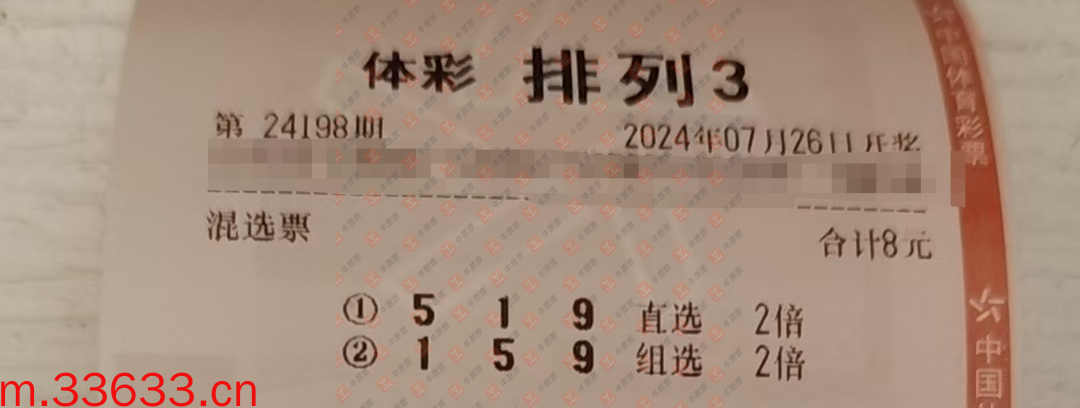 体彩 排列3
第 24198期
2024年07月26日开奖
混选票
合计8元
① 5 1 9 直选 2倍
② 1 5 9 组选 2倍
中国体育彩票
中国
m.33633.cn